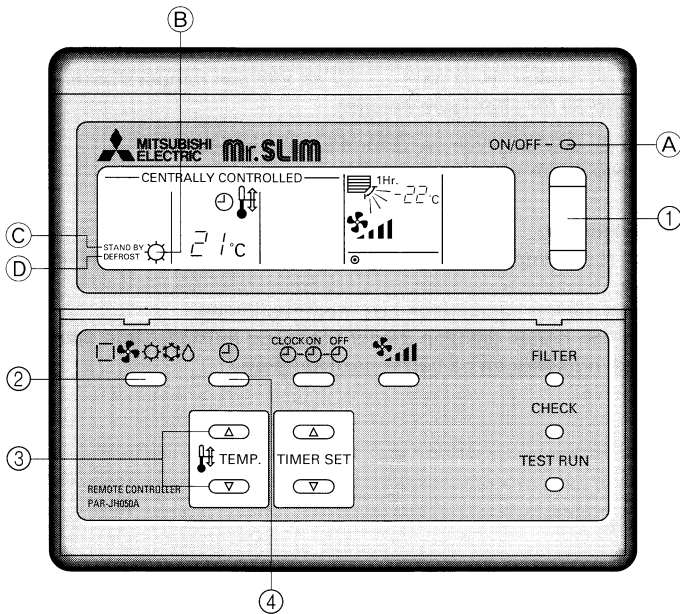 B
MITSUBISHI
ELECTRIC
Mr.SLIM
ON/OFF
A
CENTRALLY CONTROLLED
1Hr.
-22°C
1
C
STAND BY
D
DEFROST
21°C
CLOCK ON OFF
FILTER
2
CHECK
3
TEMP.
TIMER SET
TEST RUN
REMOTE CONTROLLER
PAR-JH050A
4